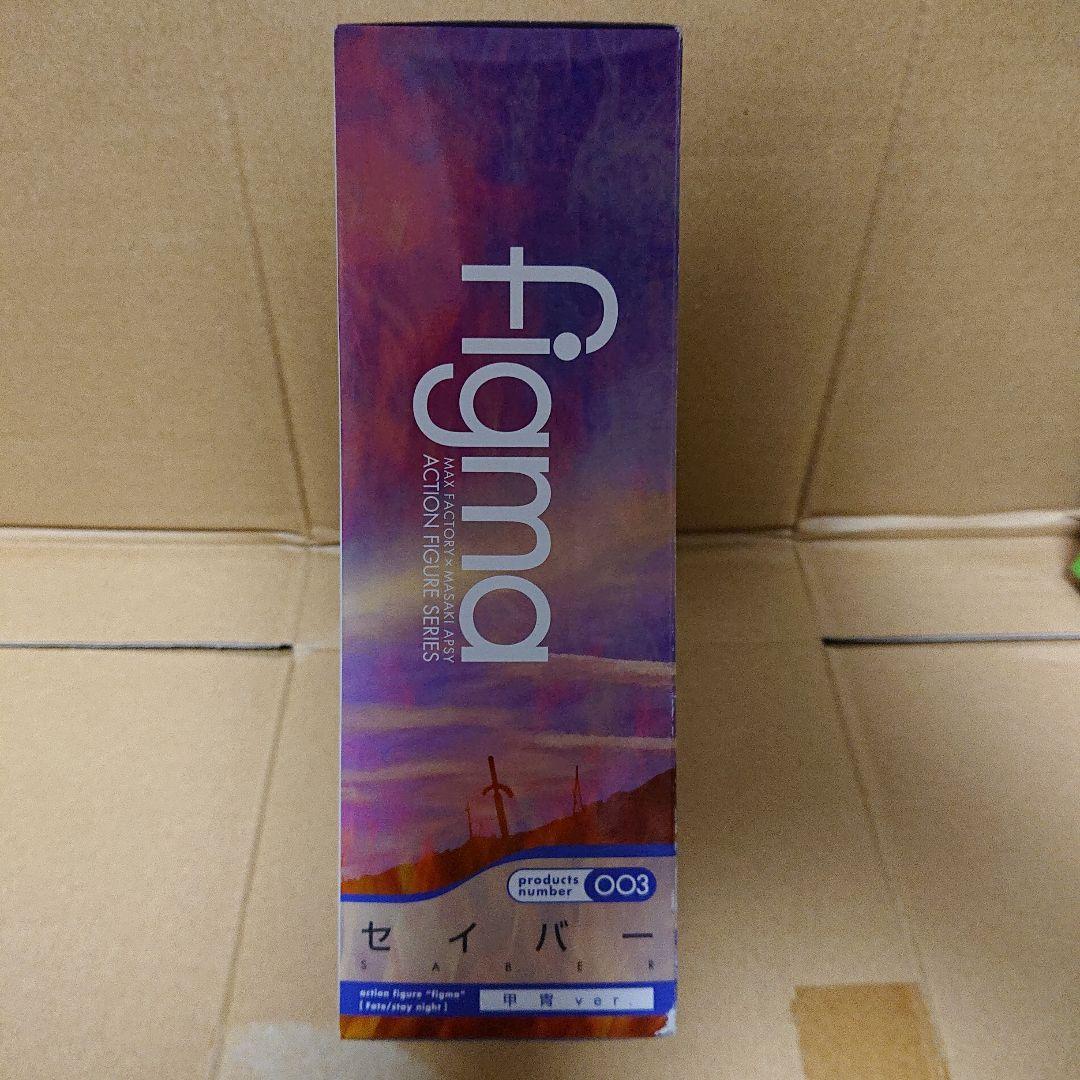 figma
MAX FACTORY × MASAKI APSY
ACTION FIGURE SERIES
products
number
003
セイバー
SABER
action figure "figma"
[Fate/stay night]
甲冑 ver.